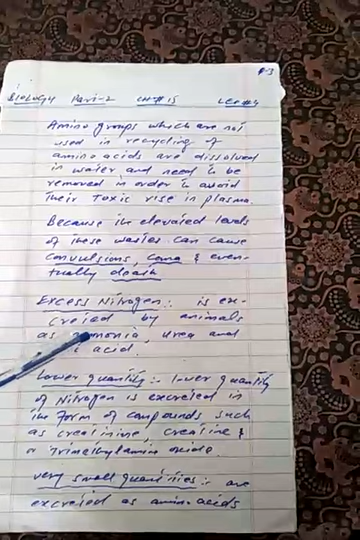 P-3
Biology Part-2 CH#15 Lec#4
Amino groups which are not
used in recycling of
amino acids are dissolved
in water and need to be
removed in order to avoid
their toxic rise in plasma.
Because the elevated levels
of these wastes can cause
convulsions, coma & even-
tually death
Excess Nitrogen:- is ex-
creted by animals
as monia, urea and
acid.
Lower quantity:- lower quantity
of Nitrogen is excreted in
the form of compounds such
as creatinine, creatine &
or Trimethylamin oxide.
very small quantities:- are
excreted as amino acids